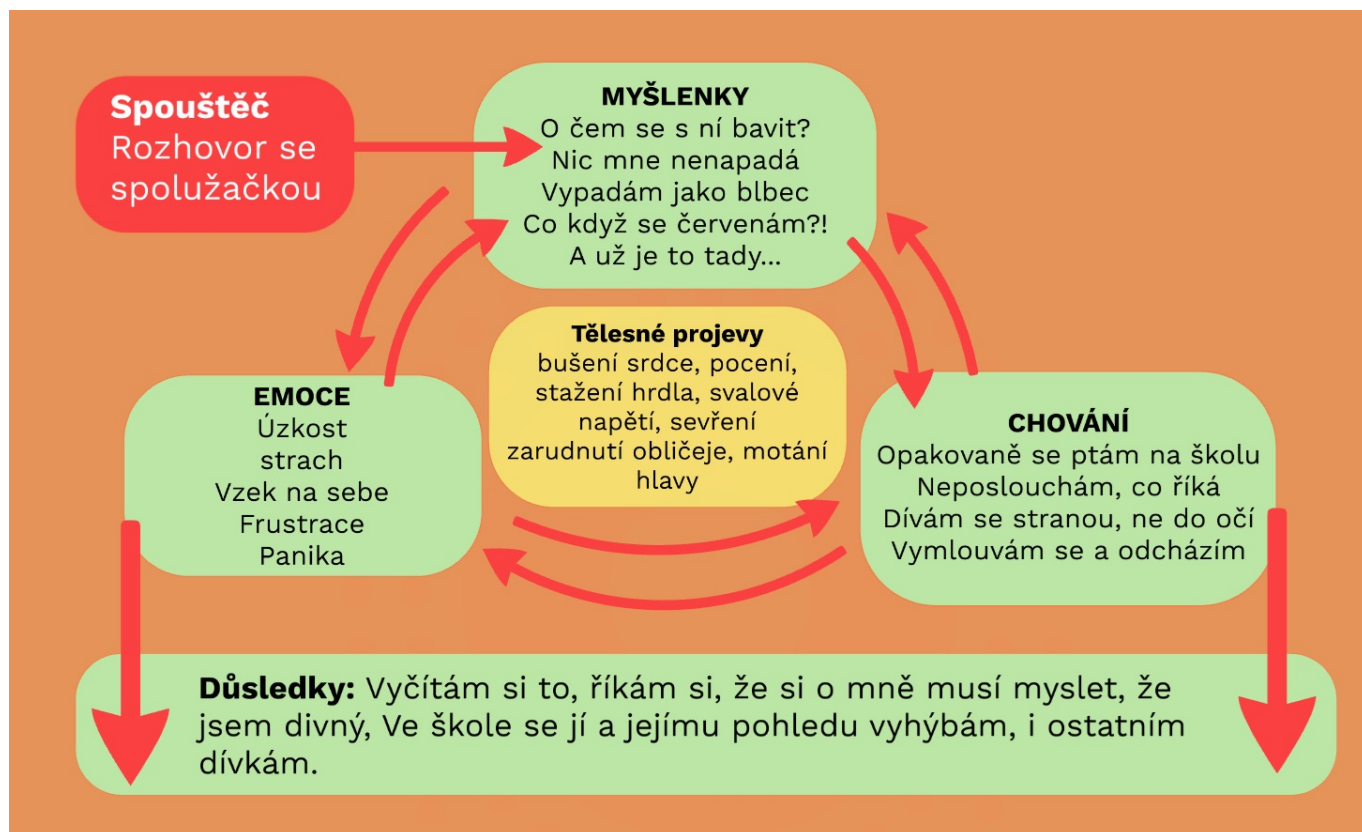 Spouštěč
Rozhovor se
spolužačkou
MYŠLENKY
O čem se s ní bavit?
Nic mne nenapadá
Vypadám jako blbec
Co když se červenám?!
A už je to tady...
Tělesné projevy
bušení srdce, pocení,
stažení hrdla, svalové
napětí, sevření
zarudnutí obličeje, motání
hlavy
EMOCE
Úzkost
strach
Vzek na sebe
Frustrace
Panika
CHOVÁNÍ
Opakovaně se ptám na školu
Neposlouchám, co říká
Dívám se stranou, ne do očí
Vymlouvám se a odcházím
Důsledky: Vyčítám si to, říkám si, že si o mně musí myslet, že
jsem divný, Ve škole se jí a jejímu pohledu vyhýbám, i ostatním
dívkám.